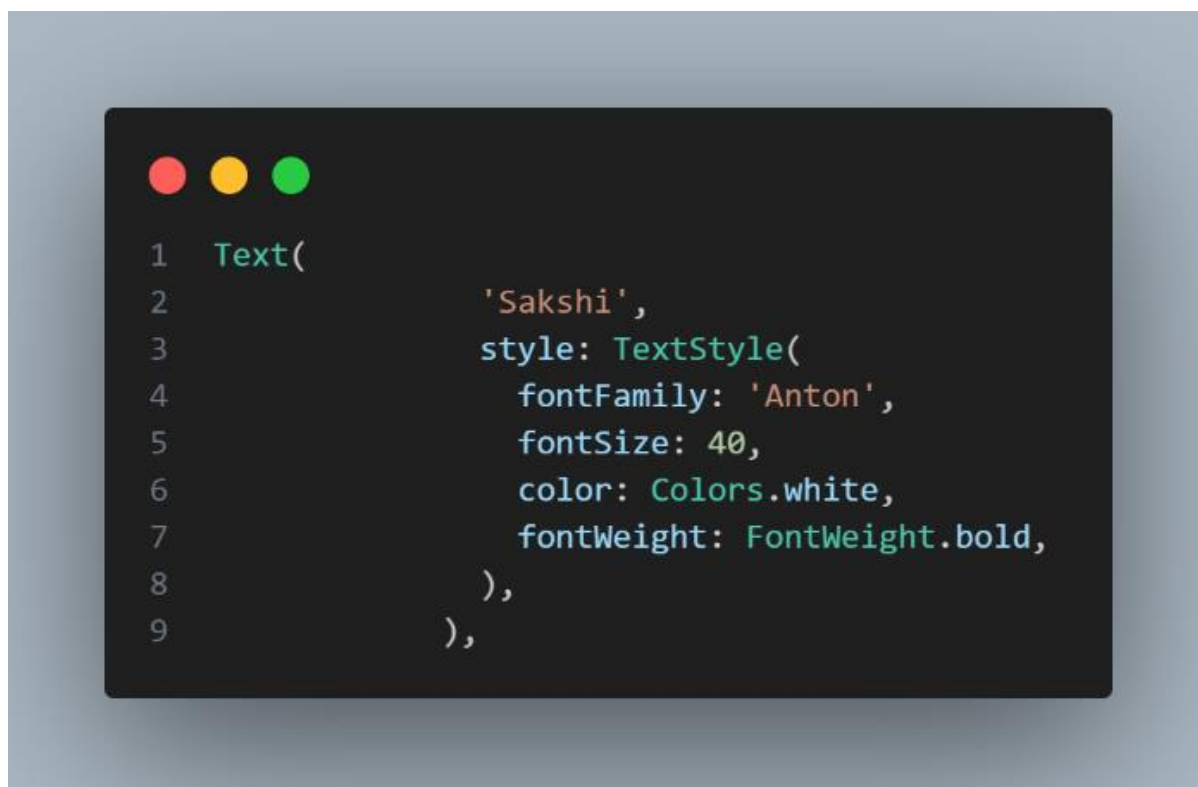 1 Text(
2 'Sakshi',
3 style: TextStyle(
4 fontFamily: 'Anton',
5 fontSize: 40,
6 color: Colors.white,
7 fontWeight: FontWeight.bold,
8 ),
9 ),